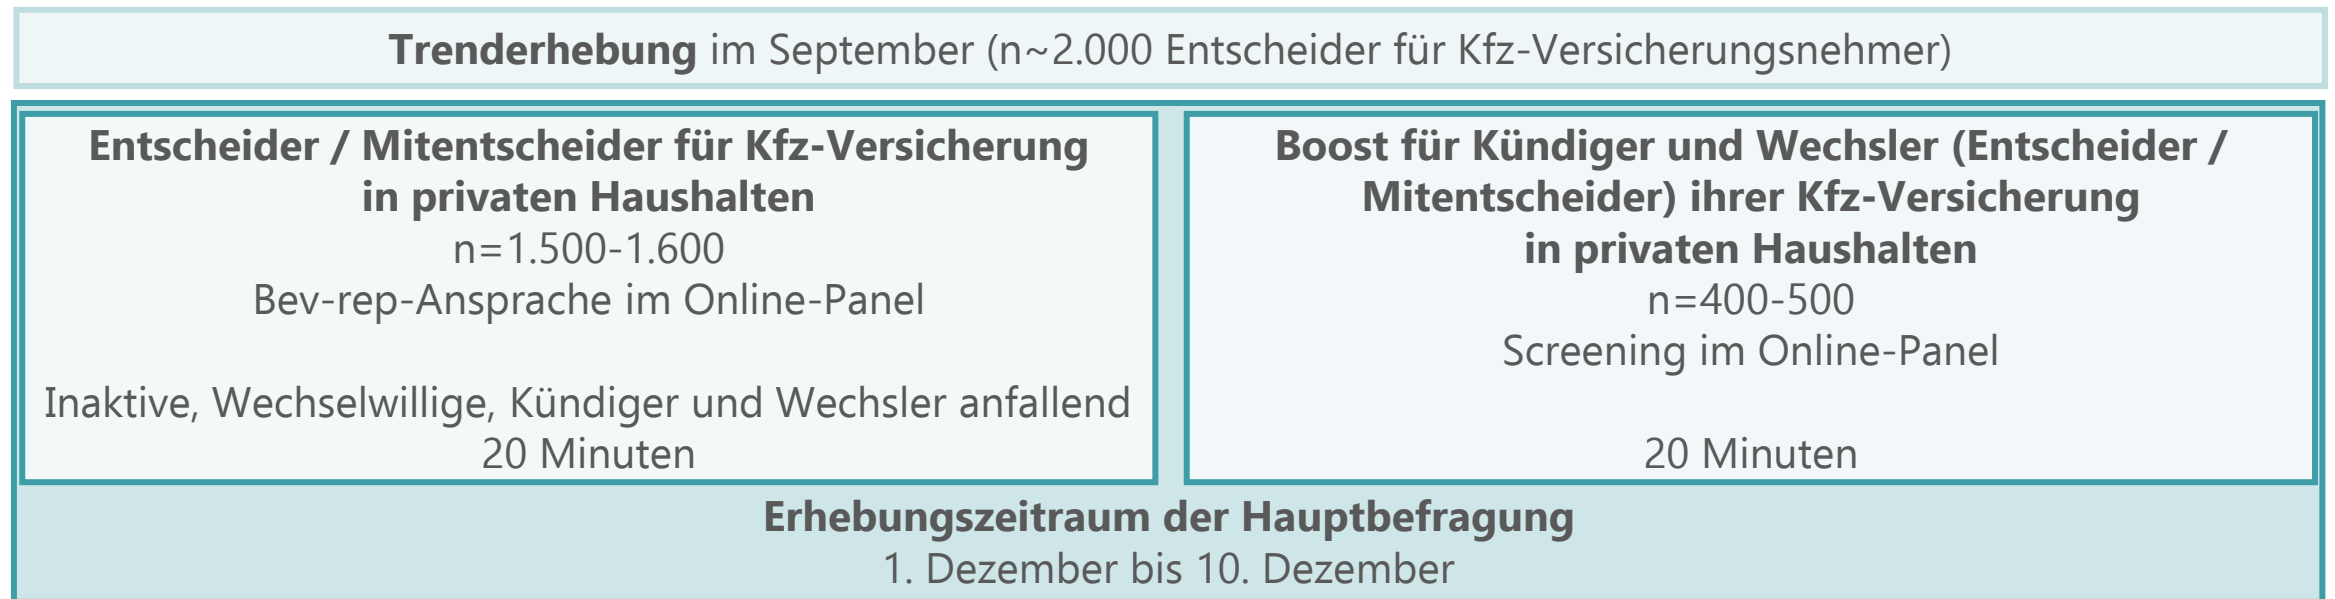 Trenderhebung im September (n~2.000 Entscheider für Kfz-Versicherungsnehmer)
Entscheider / Mitentscheider für Kfz-Versicherung
in privaten Haushalten
n=1.500-1.600
Bev-rep-Ansprache im Online-Panel
Inaktive, Wechselwillige, Kündiger und Wechsler anfallend
20 Minuten
Boost für Kündiger und Wechsler (Entscheider /
Mitentscheider) ihrer Kfz-Versicherung
in privaten Haushalten
n=400-500
Screening im Online-Panel
20 Minuten
Erhebungszeitraum der Hauptbefragung
1. Dezember bis 10. Dezember